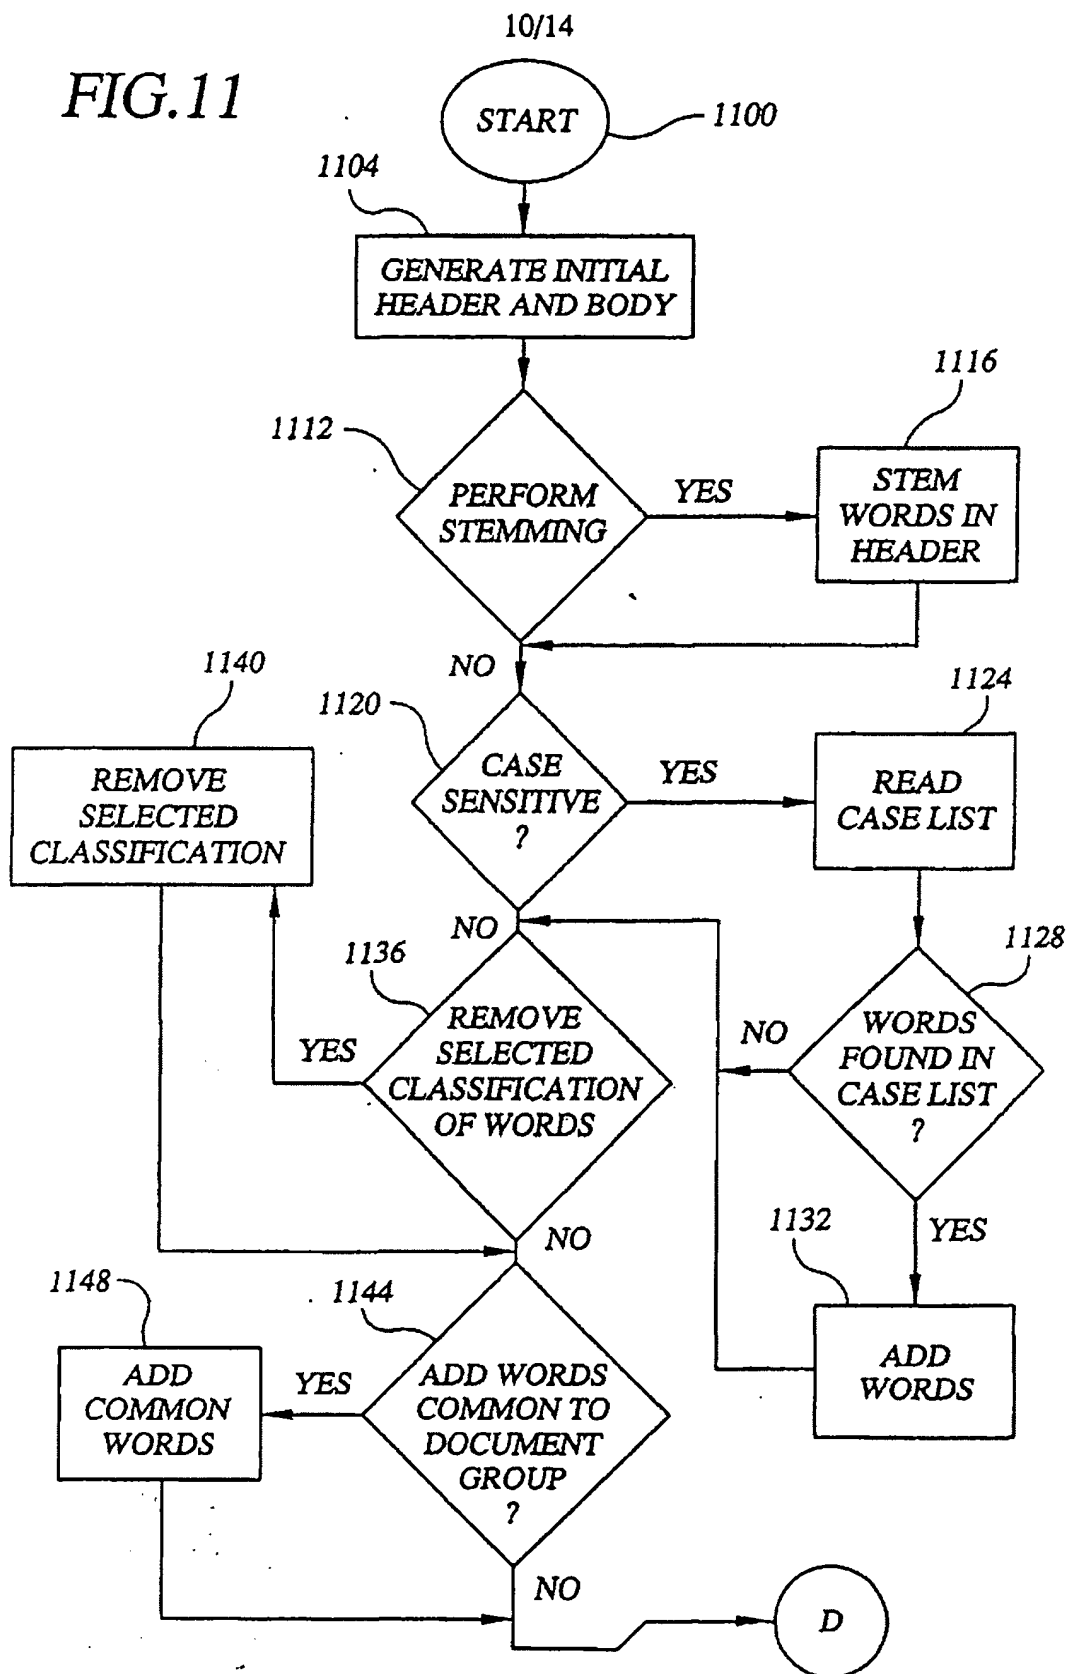 10/14
FIG.11
START
1100
1104
GENERATE INITIAL
HEADER AND BODY
1116
1112
PERFORM
STEMMING
YES
STEM
WORDS IN
HEADER
NO
1140
1120
1124
REMOVE
SELECTED
CLASSIFICATION
CASE
SENSITIVE
?
YES
READ
CASE LIST
NO
1136
1128
REMOVE
SELECTED
CLASSIFICATION
OF WORDS
YES
NO
WORDS
FOUND IN
CASE LIST
?
NO
YES
1132
1148
1144
ADD
COMMON
WORDS
YES
ADD WORDS
COMMON TO
DOCUMENT
GROUP
?
ADD
WORDS
NO
D